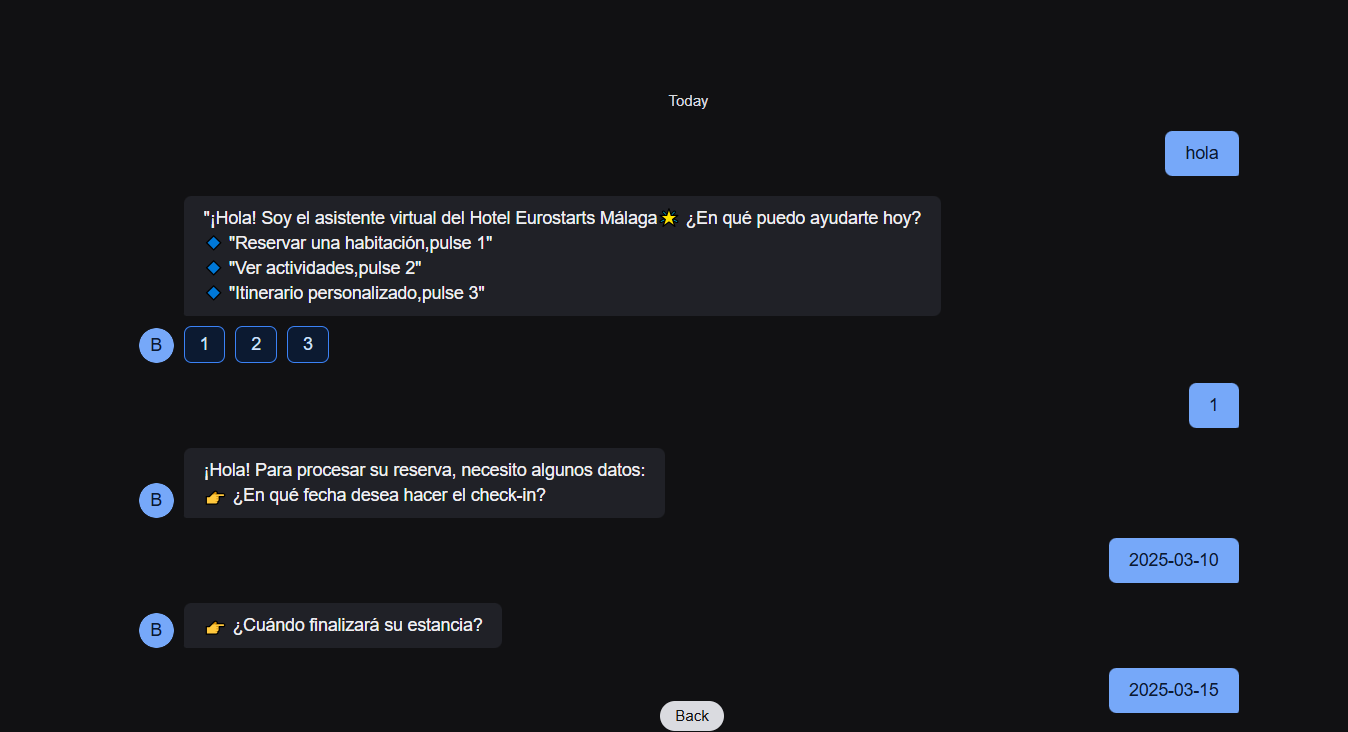 Today
hola
"¡Hola! Soy el asistente virtual del Hotel Eurostarts Málaga🌟 ¿En qué puedo ayudarte hoy?
🔹 "Reservar una habitación,pulse 1"
🔹 "Ver actividades,pulse 2"
🔹 "Itinerario personalizado,pulse 3"
B 1 2 3
1
¡Hola! Para procesar su reserva, necesito algunos datos:
👉 ¿En qué fecha desea hacer el check-in?
B
2025-03-10
B 👉 ¿Cuándo finalizará su estancia?
2025-03-15
Back